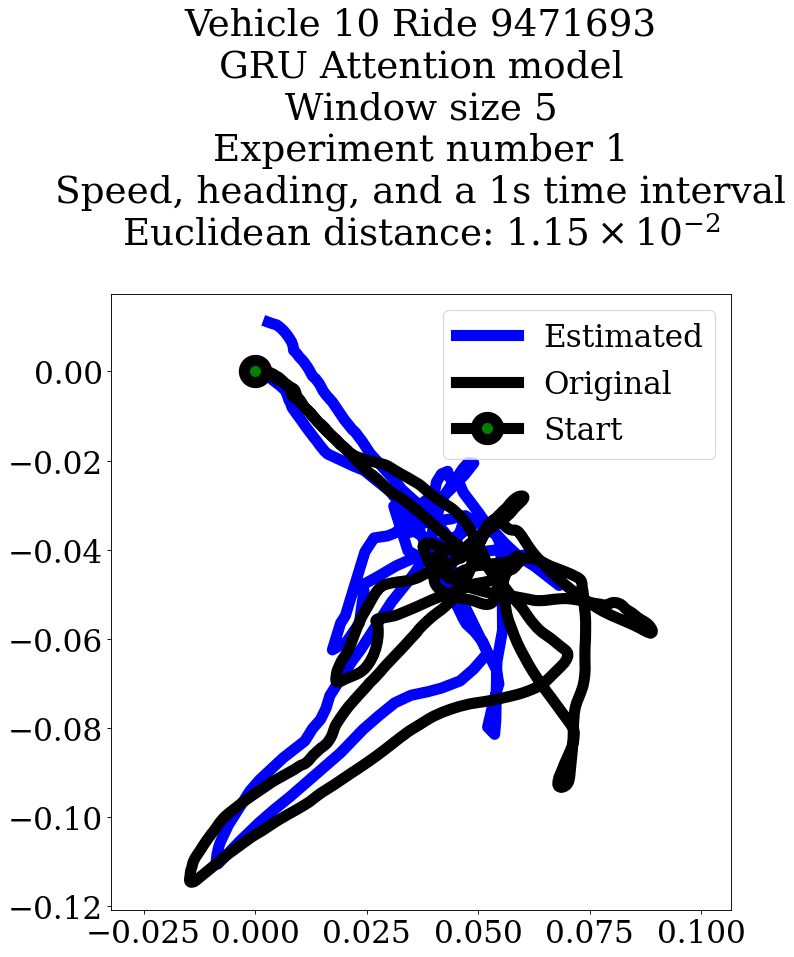 Vehicle 10 Ride 9471693
GRU Attention model
Window size 5
Experiment number 1
Speed, heading, and a 1s time interval
Euclidean distance: 1.15 × 10⁻²
Estimated
Original
Start
0.00
−0.02
−0.04
−0.06
−0.08
−0.10
−0.12
−0.025 0.000 0.025 0.050 0.075 0.100